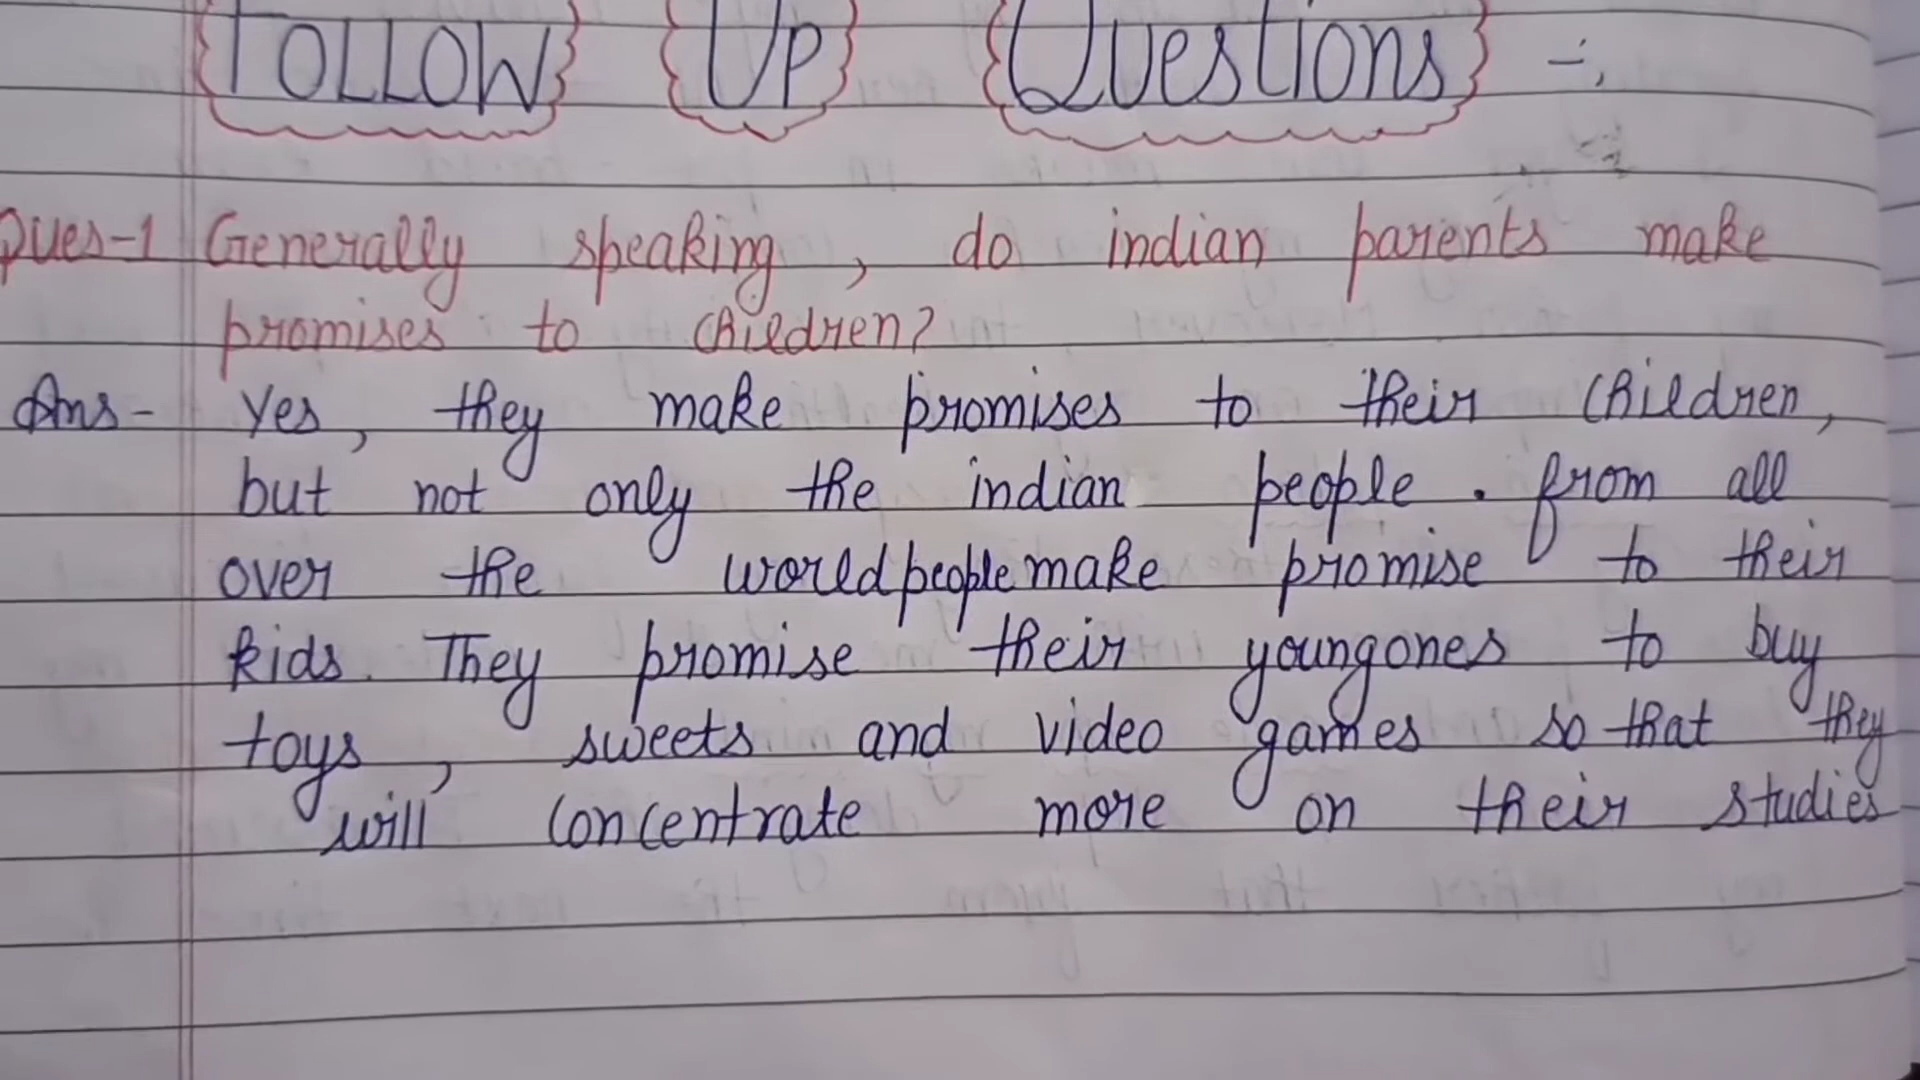 FOLLOW UP Questions :-
Ques-1 Generally speaking, do indian parents make
promises to children?
Ans- Yes, they make promises to their children,
but not only the indian people. from all
over the world people make promise to their
kids. They promise their youngones to buy
toys, sweets and video games so that they
will concentrate more on their studies